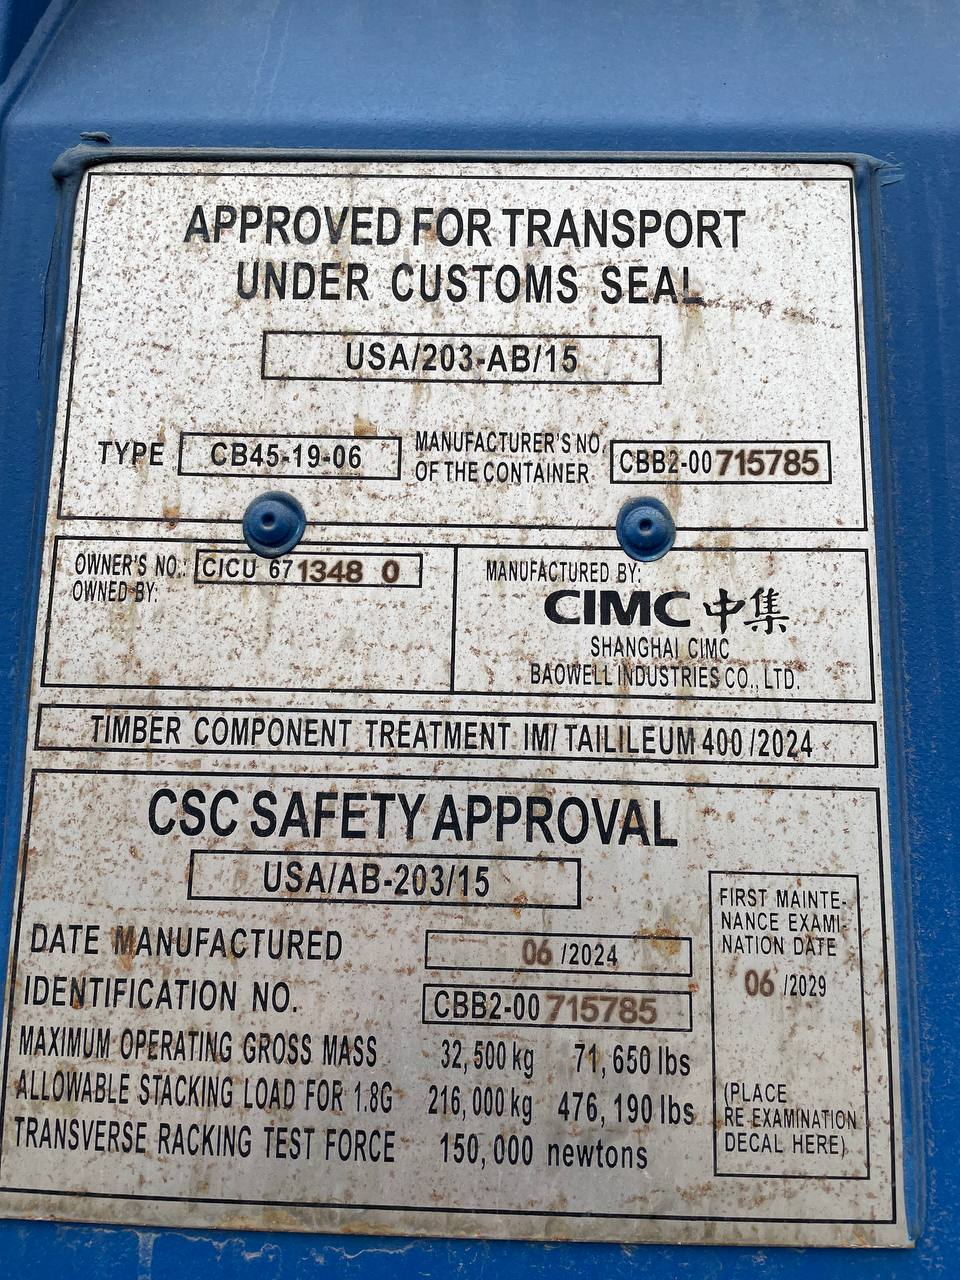 APPROVED FOR TRANSPORT
UNDER CUSTOMS SEAL
USA/203-AB/15
TYPE CB45-19-06 MANUFACTURER'S NO. OF THE CONTAINER CBB2-00715785
OWNER'S NO.: CICU 671348 0
OWNED BY:
MANUFACTURED BY:
CIMC 中集
SHANGHAI CIMC
BAOWELL INDUSTRIES CO., LTD.
TIMBER COMPONENT TREATMENT IM/ TAILILEUM 400 /2024
CSC SAFETY APPROVAL
USA/AB-203/15
DATE MANUFACTURED 06 /2024
IDENTIFICATION NO. CBB2-00 715785
MAXIMUM OPERATING GROSS MASS 32,500 kg 71,650 lbs
ALLOWABLE STACKING LOAD FOR 1.8G 216,000 kg 476,190 lbs
TRANSVERSE RACKING TEST FORCE 150,000 newtons
FIRST MAINTE-
NANCE EXAMI-
NATION DATE
06 /2029
(PLACE
RE-EXAMINATION
DECAL HERE)